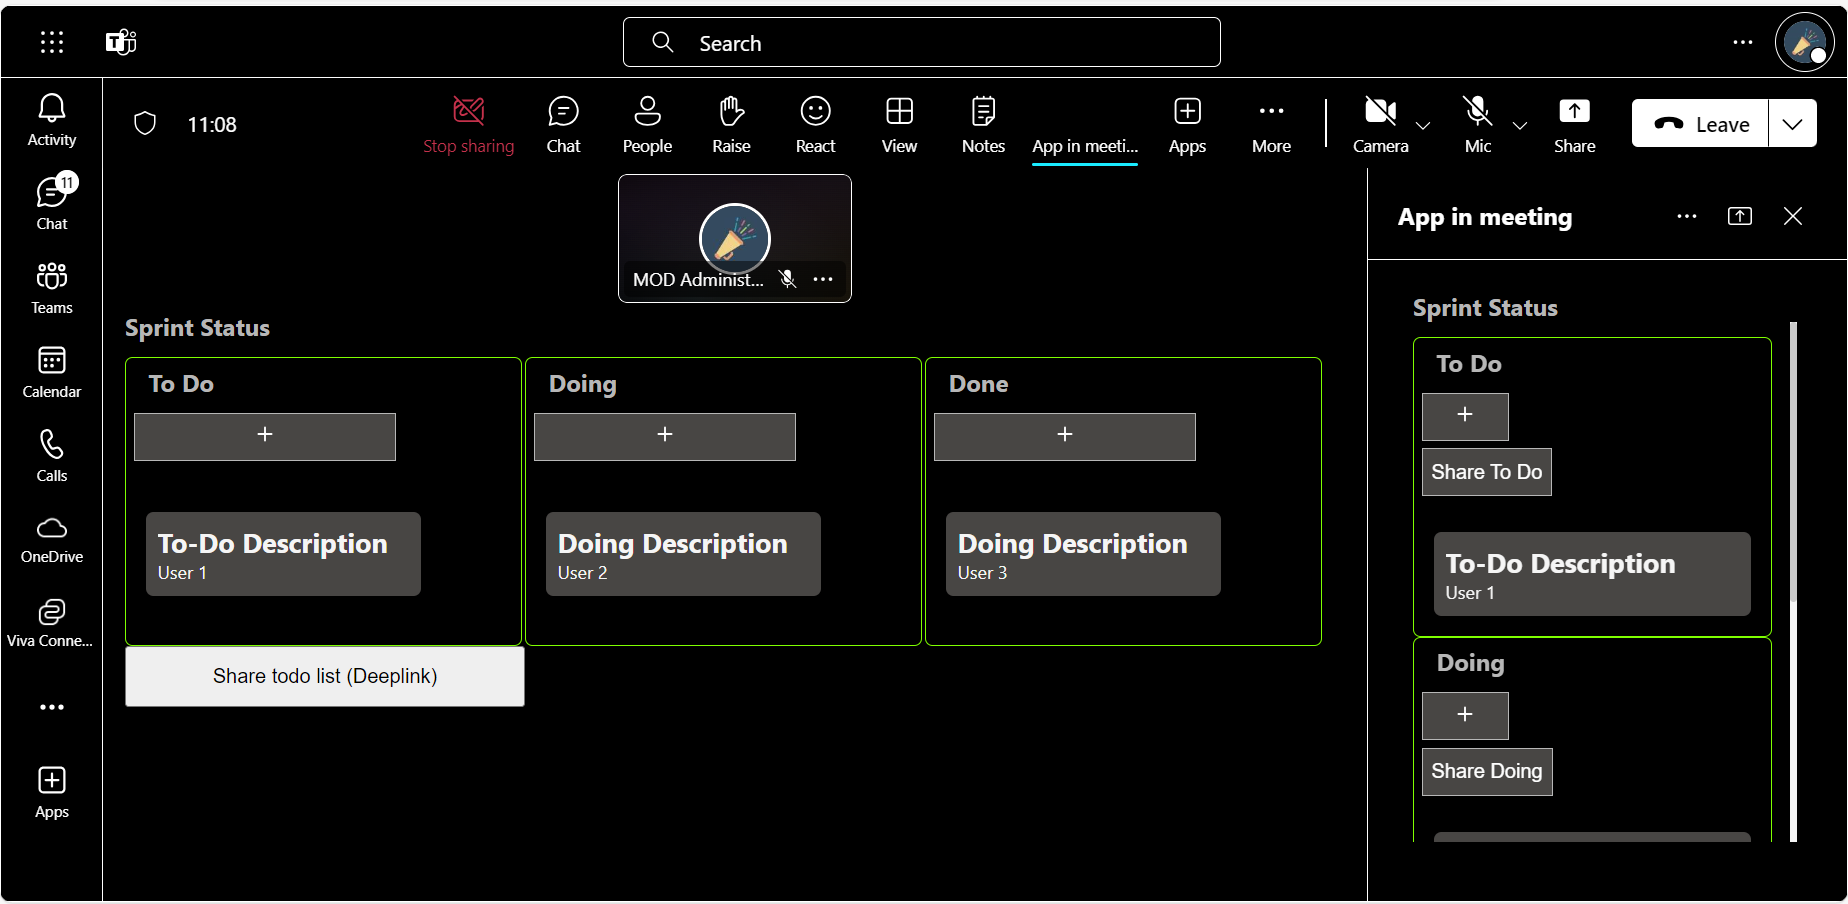 Search
Activity
11
Chat
Teams
Calendar
Calls
OneDrive
Viva Conne...
Apps
11:08
Stop sharing
Chat
People
Raise
React
View
Notes
App in meeti...
Apps
More
Camera
Mic
Share
Leave
MOD Administ...
Sprint Status
To Do
+
To-Do Description
User 1
Doing
+
Doing Description
User 2
Done
+
Doing Description
User 3
Share todo list (Deeplink)
App in meeting
Sprint Status
To Do
+
Share To Do
To-Do Description
User 1
Doing
+
Share Doing